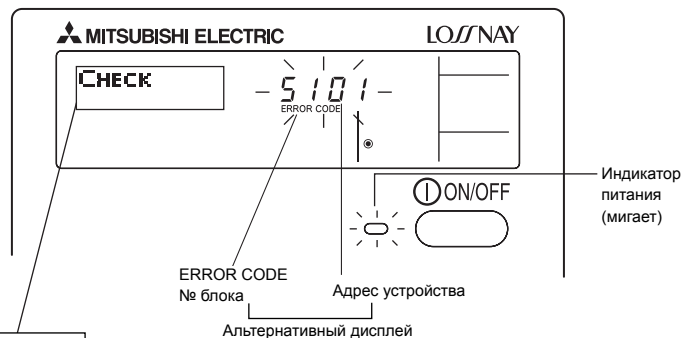 MITSUBISHI ELECTRIC
LOSSNAY
CHECK
5101
ERROR CODE
ON/OFF
Индикатор
питания
(мигает)
ERROR CODE
№ блока
Адрес устройства
Альтернативный дисплей